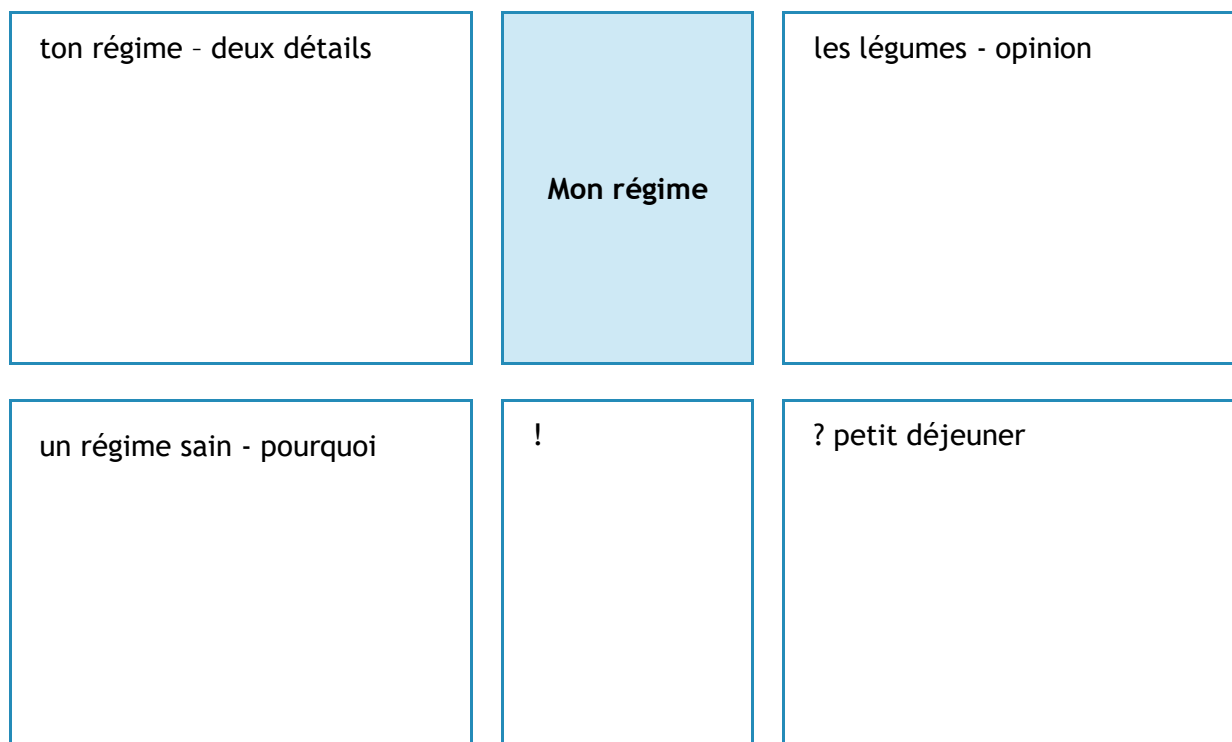 ton régime – deux détails
Mon régime
les légumes - opinion
un régime sain - pourquoi
!
? petit déjeuner